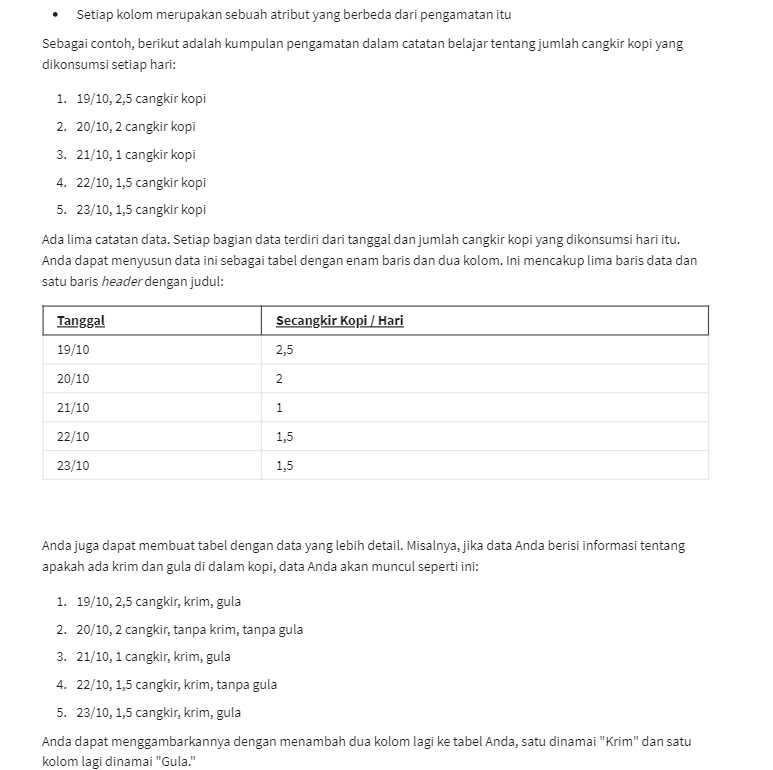 • Setiap kolom merupakan sebuah atribut yang berbeda dari pengamatan itu
Sebagai contoh, berikut adalah kumpulan pengamatan dalam catatan belajar tentang jumlah cangkir kopi yang
dikonsumsi setiap hari:
1. 19/10, 2,5 cangkir kopi
2. 20/10, 2 cangkir kopi
3. 21/10, 1 cangkir kopi
4. 22/10, 1,5 cangkir kopi
5. 23/10, 1,5 cangkir kopi
Ada lima catatan data. Setiap bagian data terdiri dari tanggal dan jumlah cangkir kopi yang dikonsumsi hari itu.
Anda dapat menyusun data ini sebagai tabel dengan enam baris dan dua kolom. Ini mencakup lima baris data dan
satu baris header dengan judul:
Tanggal Secangkir Kopi / Hari
19/10 2,5
20/10 2
21/10 1
22/10 1,5
23/10 1,5
Anda juga dapat membuat tabel dengan data yang lebih detail. Misalnya, jika data Anda berisi informasi tentang
apakah ada krim dan gula di dalam kopi, data Anda akan muncul seperti ini:
1. 19/10, 2,5 cangkir, krim, gula
2. 20/10, 2 cangkir, tanpa krim, tanpa gula
3. 21/10, 1 cangkir, krim, gula
4. 22/10, 1,5 cangkir, krim, tanpa gula
5. 23/10, 1,5 cangkir, krim, gula
Anda dapat menggambarkannya dengan menambah dua kolom lagi ke tabel Anda, satu dinamai "Krim" dan satu
kolom lagi dinamai "Gula."